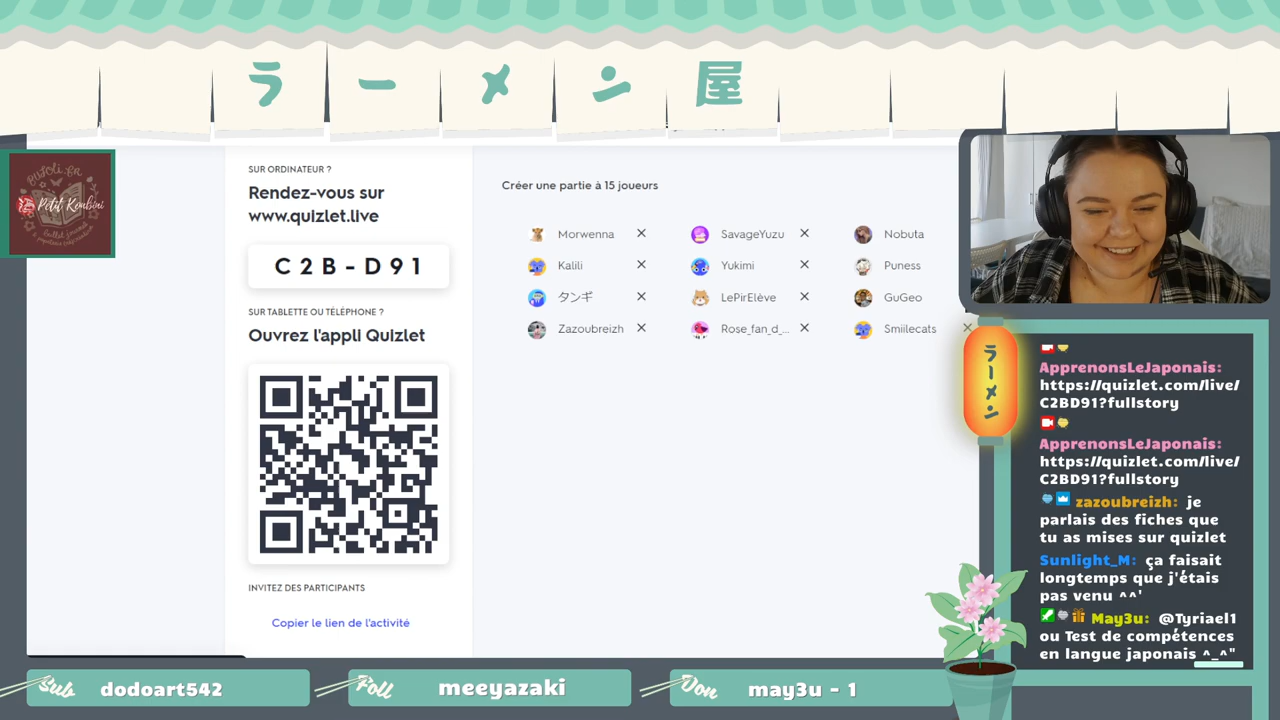 ラーメン屋
Bujoli.fr
Petit Konbini
SUR ORDINATEUR ?
Rendez-vous sur
www.quizlet.live
C2B-D91
SUR TABLETTE OU TÉLÉPHONE ?
Ouvrez l'appli Quizlet
INVITEZ DES PARTICIPANTS
Copier le lien de l'activité
Créer une partie à 15 joueurs
Morwenna
SavageYuzu
Nobuta
Kalili
Yukimi
Puness
タンギ
LePirElève
GuGeo
Zazoubreizh
Rose_fan_d_...
Smiilecats
ラーメン
ApprenonsLeJaponais:
https://quizlet.com/live/
C2BD91?fullstory
ApprenonsLeJaponais:
https://quizlet.com/live/
C2BD91?fullstory
zazoubreizh: je
parlais des fiches que
tu as mises sur quizlet
Sunlight_M: ça faisait
longtemps que j'étais
pas venu ^^'
May3u: @Tyriael1
ou Test de compétences
en langue japonais ^_^"
Sub dodoart542
Foll meeyazaki
Don may3u - 1